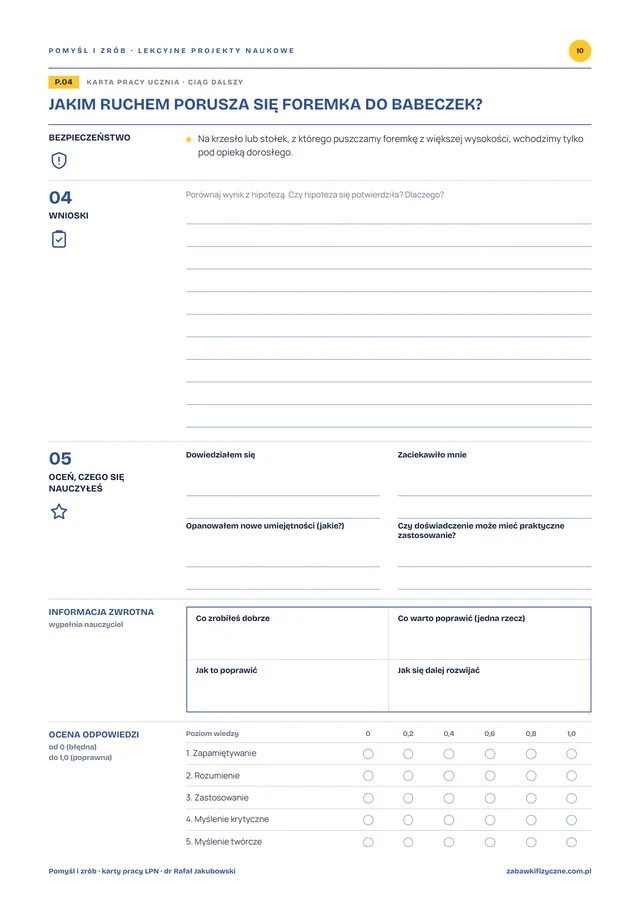 POMYŚL I ZRÓB · LEKCYJNE PROJEKTY NAUKOWE
10
P.04 KARTA PRACY UCZNIA · CIĄG DALSZY
JAKIM RUCHEM PORUSZA SIĘ FOREMKA DO BABECZEK?
BEZPIECZEŃSTWO
Na krzesło lub stołek, z którego puszczamy foremkę z większej wysokości, wchodzimy tylko
pod opieką dorosłego.
04
WNIOSKI
Porównaj wynik z hipotezą. Czy hipoteza się potwierdziła? Dlaczego?
05
OCEŃ, CZEGO SIĘ
NAUCZYŁEŚ
Dowiedziałem się
Zaciekawiło mnie
Opanowałem nowe umiejętności (jakie?)
Czy doświadczenie może mieć praktyczne
zastosowanie?
INFORMACJA ZWROTNA
wypełnia nauczyciel
Co zrobiłeś dobrze
Co warto poprawić (jedna rzecz)
Jak to poprawić
Jak się dalej rozwijać
OCENA ODPOWIEDZI
od 0 (błędna)
do 1,0 (poprawna)
Poziom wiedzy 0 0,2 0,4 0,6 0,8 1,0
1. Zapamiętywanie
2. Rozumienie
3. Zastosowanie
4. Myślenie krytyczne
5. Myślenie twórcze
Pomyśl i zrób · karty pracy LPN · dr Rafał Jakubowski
zabawkifizyczne.com.pl